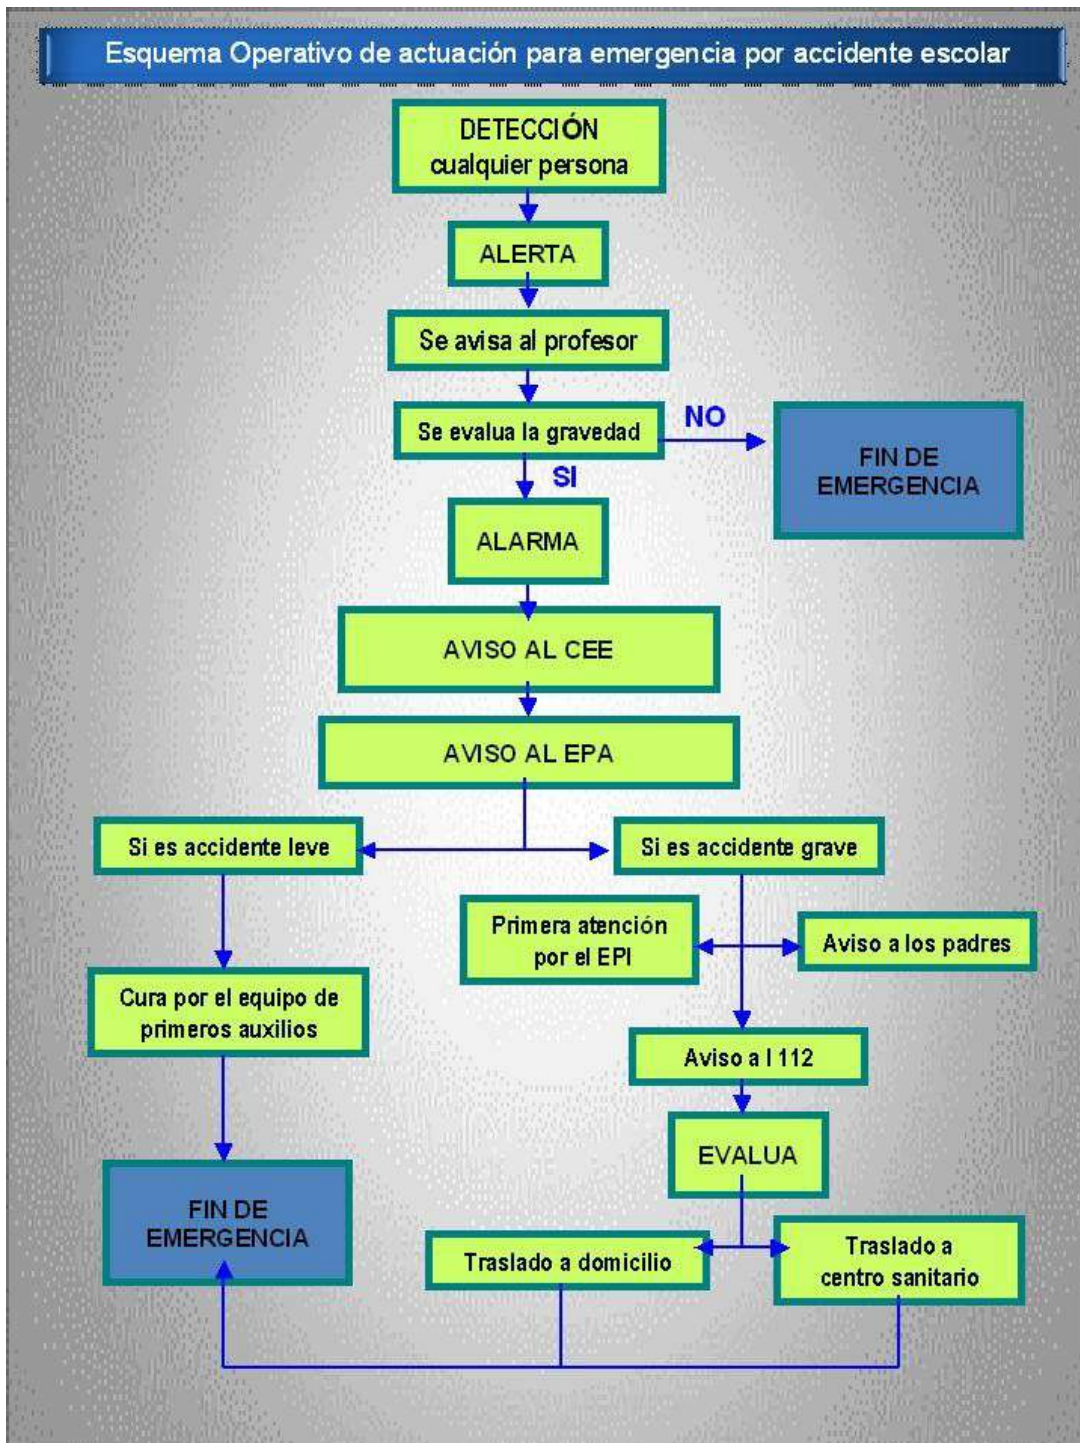 Esquema Operativo de actuación para emergencia por accidente escolar
DETECCIÓN
cualquier persona
ALERTA
Se avisa al profesor
Se evalua la gravedad
NO
FIN DE
EMERGENCIA
SI
ALARMA
AVISO AL CEE
AVISO AL EPA
Si es accidente leve
Si es accidente grave
Primera atención
por el EPI
Aviso a los padres
Cura por el equipo de
primeros auxilios
Aviso a l 112
EVALUA
FIN DE
EMERGENCIA
Traslado a domicilio
Traslado a
centro sanitario